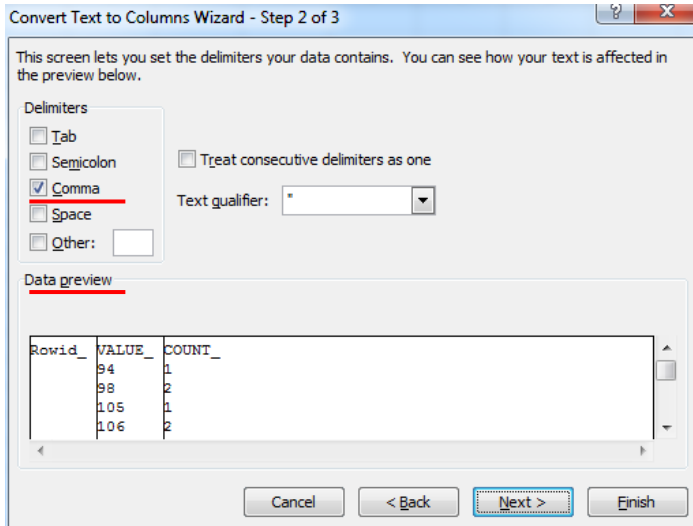 Convert Text to Columns Wizard - Step 2 of 3
?
X
This screen lets you set the delimiters your data contains. You can see how your text is affected in
the preview below.
Delimiters
Tab
Semicolon
Comma
Space
Other:
Treat consecutive delimiters as one
Text qualifier: "
Data preview
Rowid_ VALUE_ COUNT_
94 1
98 2
105 1
106 2
Cancel < Back Next > Finish